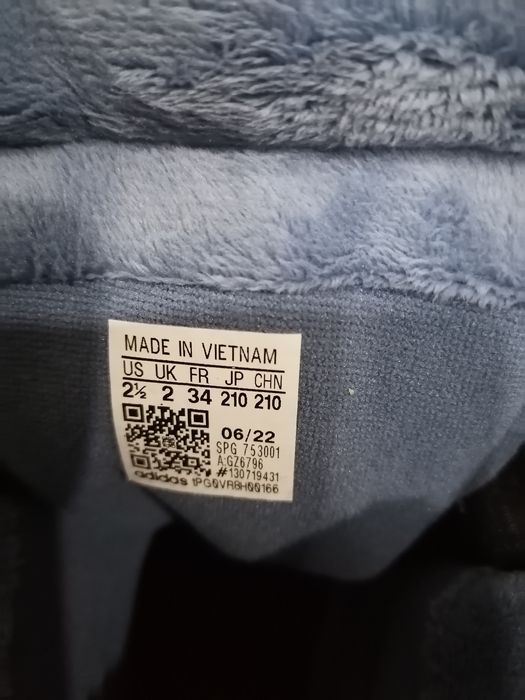 MADE IN VIETNAM
US UK FR JP CHN
2½ 2 34 210 210
06/22
SPG 753001
A:GZ6796
#130719431
adidas tPG0VR8H00166